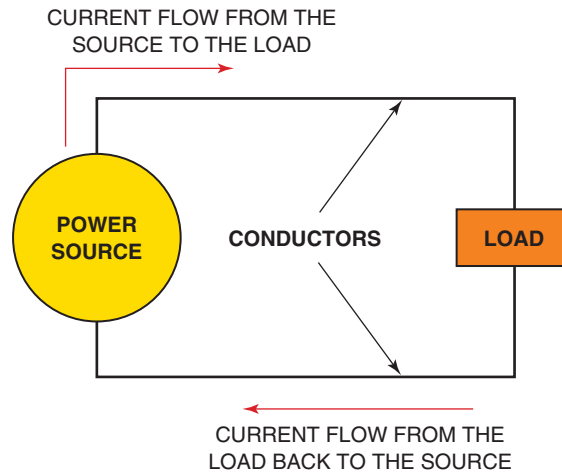 CURRENT FLOW FROM THE
SOURCE TO THE LOAD
POWER
SOURCE
CONDUCTORS
LOAD
CURRENT FLOW FROM THE
LOAD BACK TO THE SOURCE